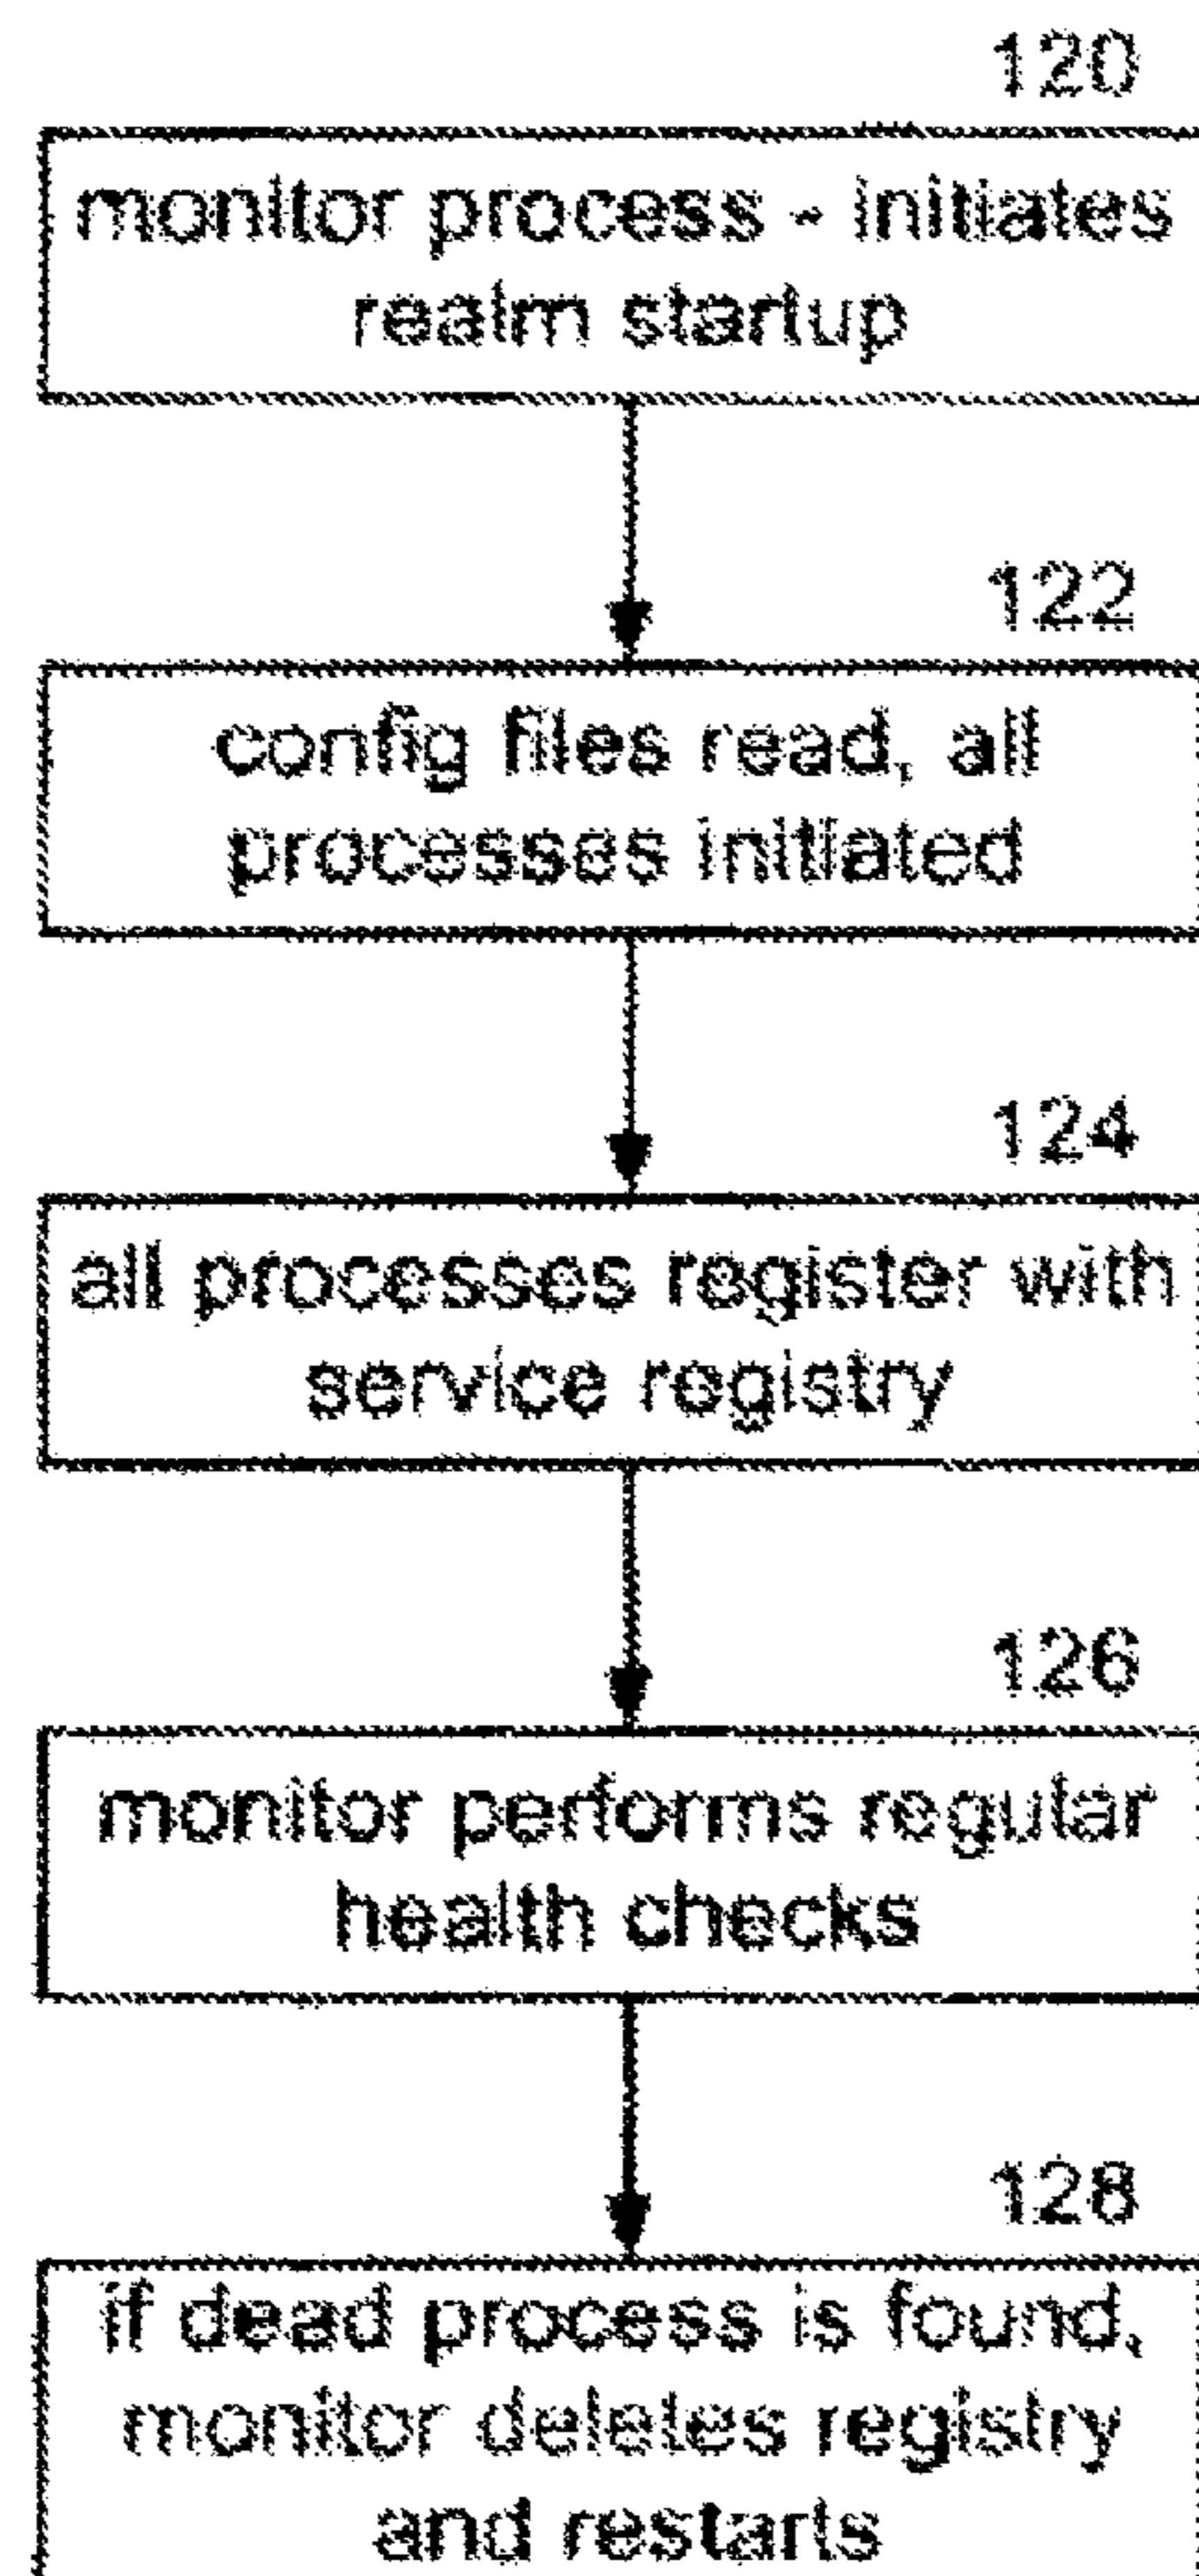 120
monitor process - initiates
realm startup
122
config files read, all
processes initiated
124
all processes register with
service registry
126
monitor performs regular
health checks
128
if dead process is found,
monitor deletes registry
and restarts